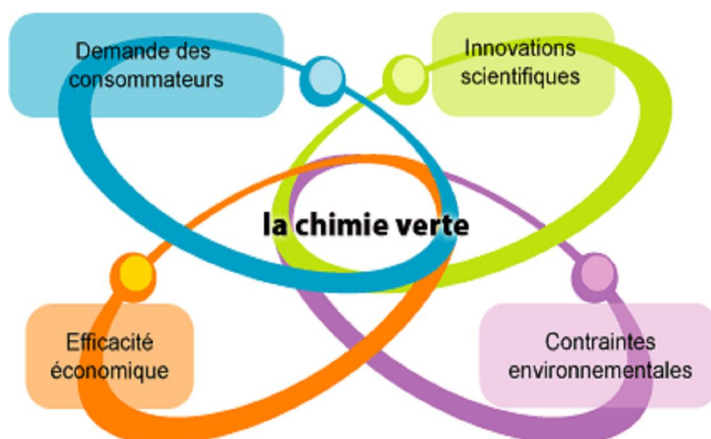 Demande des
consommateurs
Innovations
scientifiques
la chimie verte
Efficacité
économique
Contraintes
environnementales